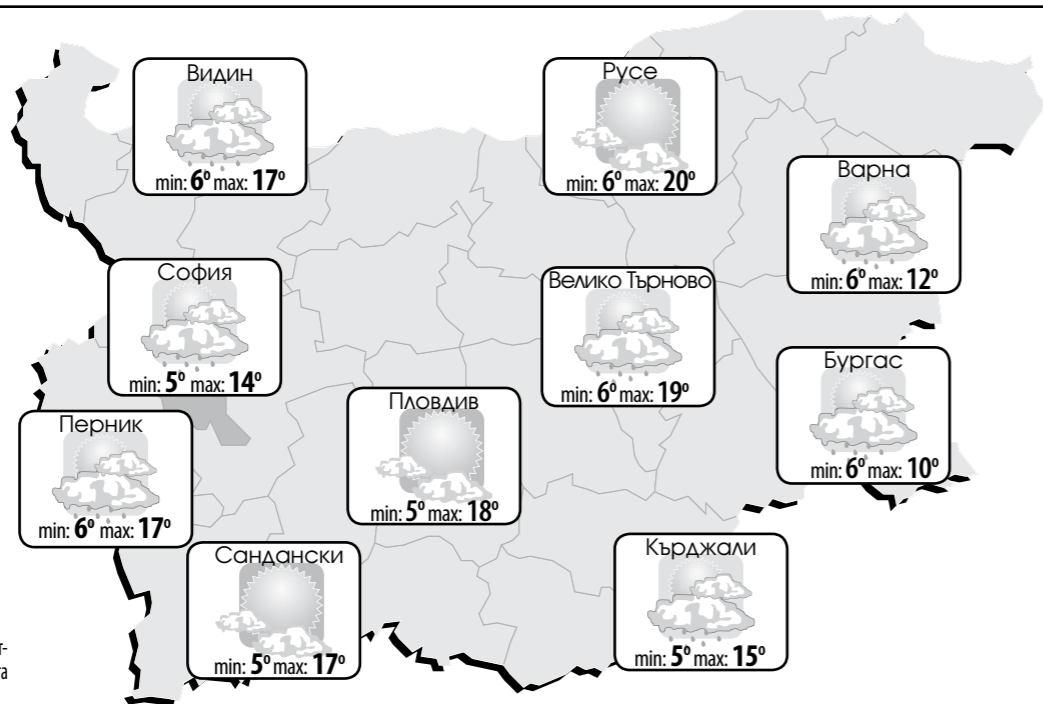 Видин
min: 6° max: 17°
Русе
min: 6° max: 20°
Варна
min: 6° max: 12°
София
min: 5° max: 14°
Велико Търново
min: 6° max: 19°
Бургас
min: 6° max: 10°
Пловдив
min: 5° max: 18°
Перник
min: 6° max: 17°
Сандански
min: 5° max: 17°
Кърджали
min: 5° max: 15°